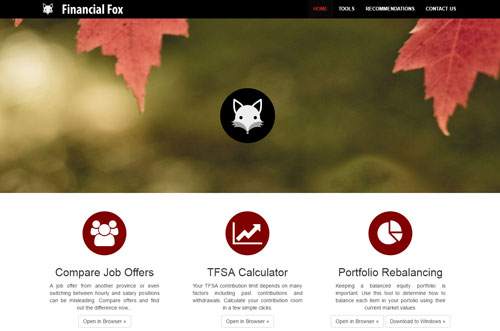 Financial Fox
HOME TOOLS RECOMMENDATIONS CONTACT US
Compare Job Offers
A job offer from another province or even
switching between hourly and salary positions
can be misleading. Compare offers and find
out the difference now...
Open in Browser »
TFSA Calculator
Your TFSA contribution limit depends on many
factors including past contributions and
withdrawals. Calculate your contribution room
in a few simple clicks.
Open in Browser »
Portfolio Rebalancing
Keeping a balanced equity portfolio is
important. Use this tool to determine how to
balance each item in your portolio using their
current market values.
Open in Browser » Download to Windows »